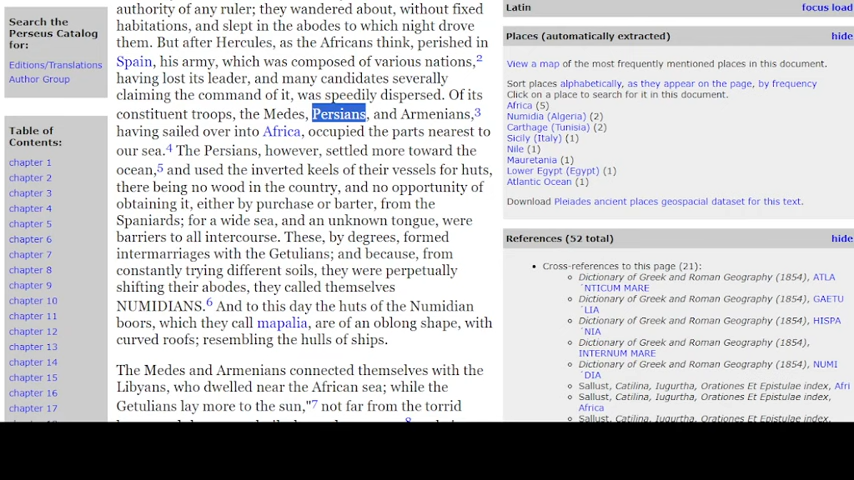 Search the
Perseus Catalog
for:
Editions/Translations
Author Group
Table of
Contents:
chapter 1
chapter 2
chapter 3
chapter 4
chapter 5
chapter 6
chapter 7
chapter 8
chapter 9
chapter 10
chapter 11
chapter 12
chapter 13
chapter 14
chapter 15
chapter 16
chapter 17
authority of any ruler; they wandered about, without fixed
habitations, and slept in the abodes to which night drove
them. But after Hercules, as the Africans think, perished in
Spain, his army, which was composed of various nations,2
having lost its leader, and many candidates severally
claiming the command of it, was speedily dispersed. Of its
constituent troops, the Medes, Persians, and Armenians,3
having sailed over into Africa, occupied the parts nearest to
our sea.4 The Persians, however, settled more toward the
ocean,5 and used the inverted keels of their vessels for huts,
there being no wood in the country, and no opportunity of
obtaining it, either by purchase or barter, from the
Spaniards; for a wide sea, and an unknown tongue, were
barriers to all intercourse. These, by degrees, formed
intermarriages with the Getulians; and because, from
constantly trying different soils, they were perpetually
shifting their abodes, they called themselves
NUMIDIANS.6 And to this day the huts of the Numidian
boors, which they call mapalia, are of an oblong shape, with
curved roofs; resembling the hulls of ships.
The Medes and Armenians connected themselves with the
Libyans, who dwelled near the African sea; while the
Getulians lay more to the sun,"7 not far from the torrid
Latin
focus load
Places (automatically extracted)
hide
View a map of the most frequently mentioned places in this document.
Sort places alphabetically, as they appear on the page, by frequency
Click on a place to search for it in this document.
Africa (5)
Numidia (Algeria) (2)
Carthage (Tunisia) (2)
Sicily (Italy) (1)
Nile (1)
Mauretania (1)
Lower Egypt (Egypt) (1)
Atlantic Ocean (1)
Download Pleiades ancient places geospacial dataset for this text.
References (52 total)
hide
• Cross-references to this page (21):
Dictionary of Greek and Roman Geography (1854), ATLA
´NTICUM MARE
Dictionary of Greek and Roman Geography (1854), GAETU
´LIA
Dictionary of Greek and Roman Geography (1854), HISPA
´NIA
Dictionary of Greek and Roman Geography (1854),
INTERNUM MARE
Dictionary of Greek and Roman Geography (1854), NUMI
´DIA
Sallust, Catilina, Iugurtha, Orationes Et Epistulae index, Afri
Sallust, Catilina, Iugurtha, Orationes Et Epistulae index,
Africa
Sallust, Catilina, Iugurtha, Orationes Et Epistulae index,